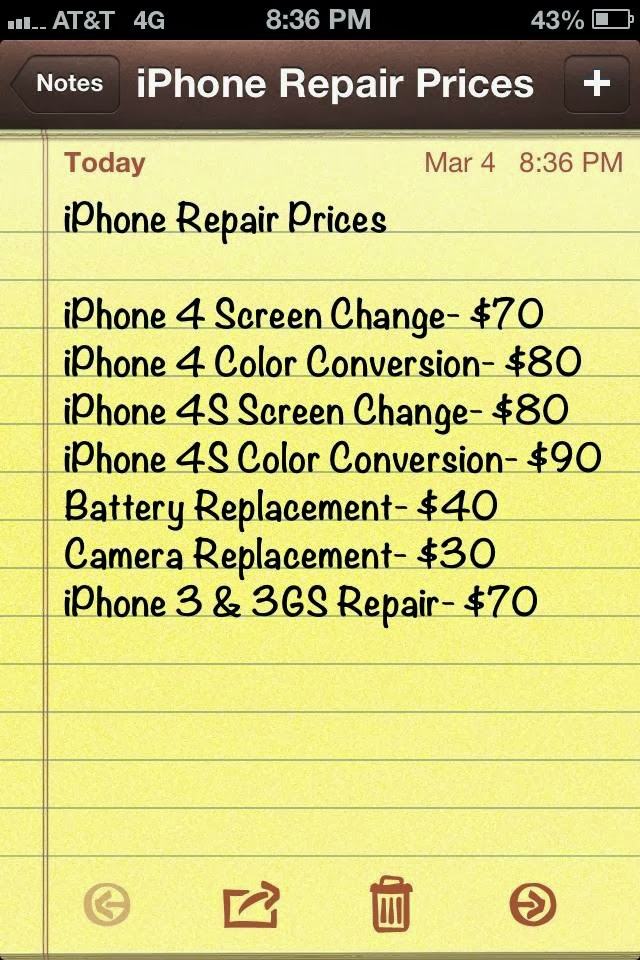 AT&T 4G 8:36 PM 43%
Notes iPhone Repair Prices +
Today Mar 4 8:36 PM
iPhone Repair Prices
iPhone 4 Screen Change- $70
iPhone 4 Color Conversion- $80
iPhone 4S Screen Change- $80
iPhone 4S Color Conversion- $90
Battery Replacement- $40
Camera Replacement- $30
iPhone 3 & 3GS Repair- $70